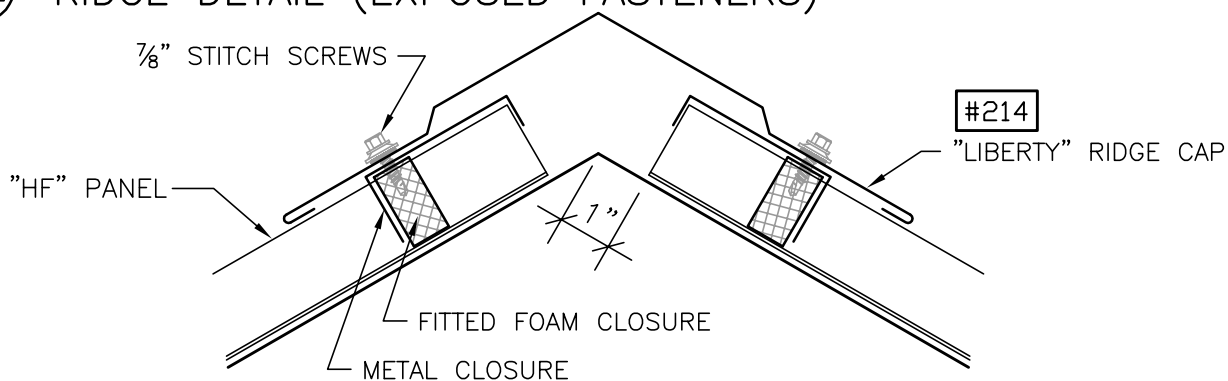 RIDGE DETAIL (EXPOSED FASTENERS)
⅞" STITCH SCREWS
#214
"LIBERTY" RIDGE CAP
"HF" PANEL
1"
FITTED FOAM CLOSURE
METAL CLOSURE